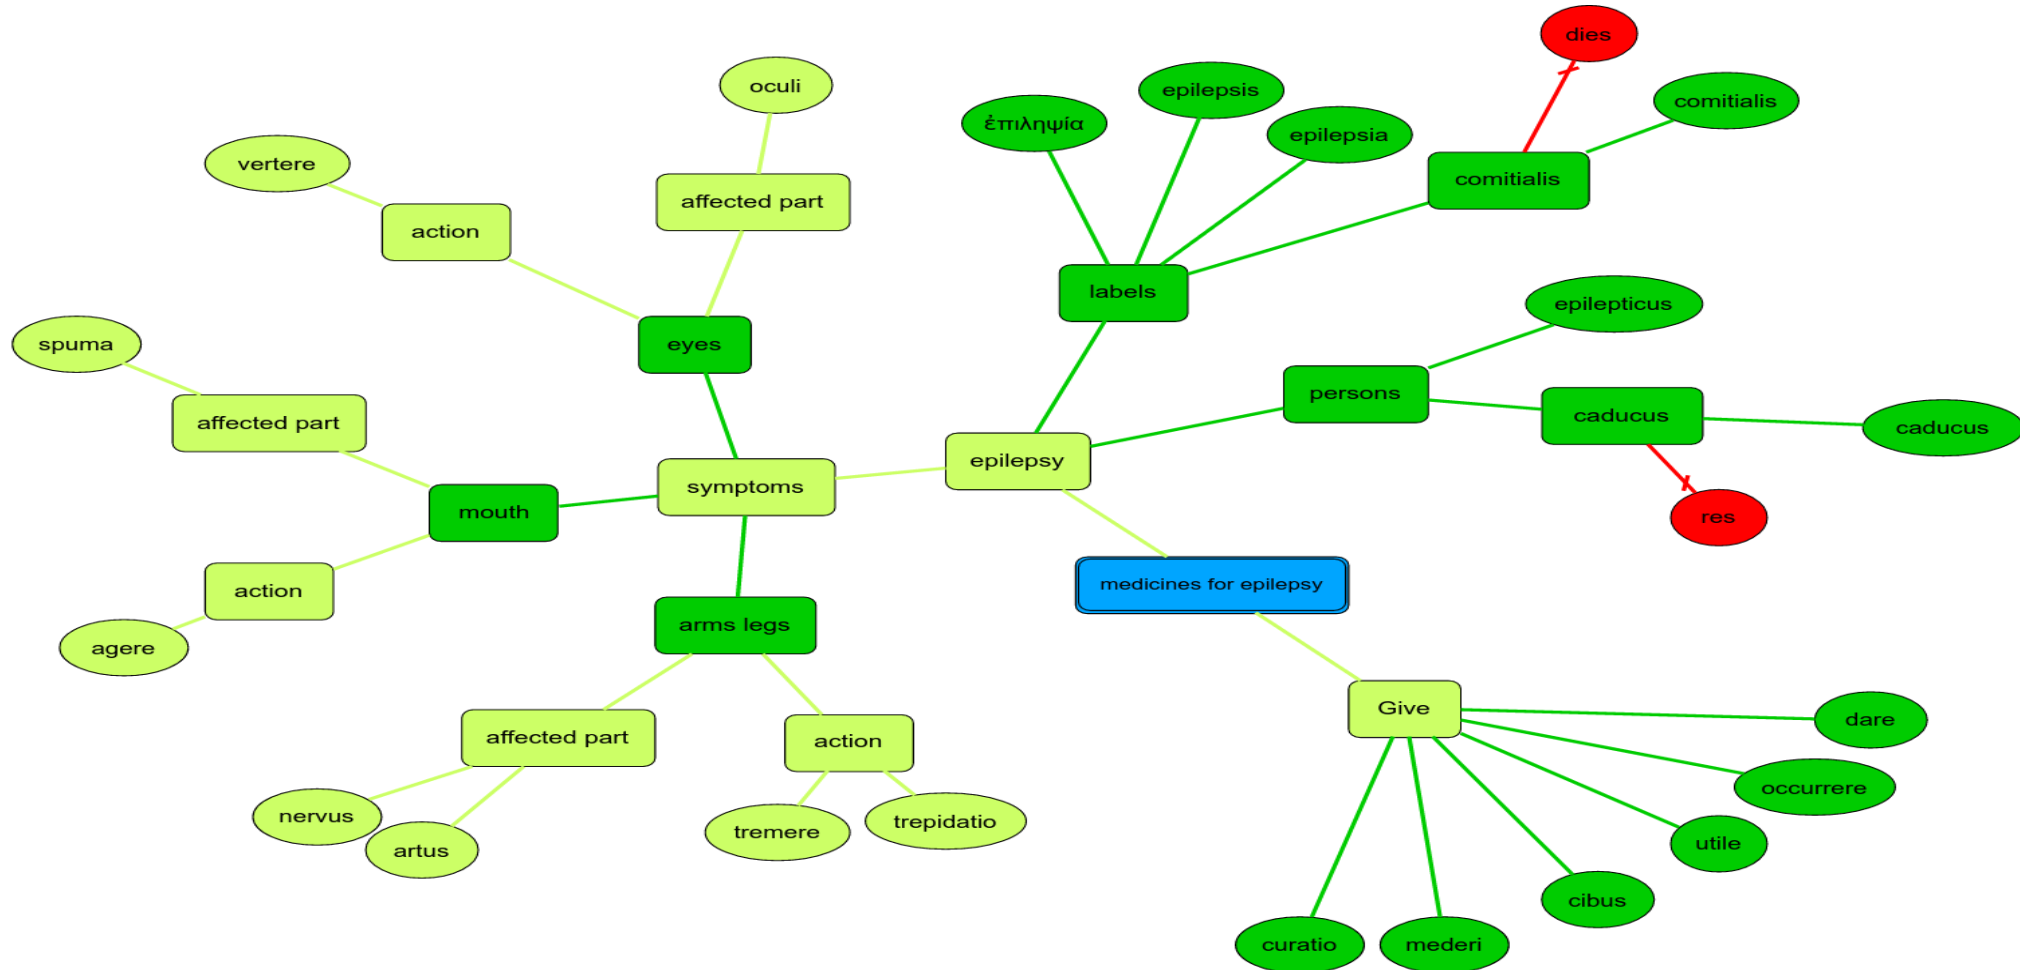 dies
oculi
epilepsis
comitialis
ἐπιληψία
epilepsia
vertere
comitialis
affected part
action
labels
epilepticus
spuma
eyes
persons
caducus
affected part
caducus
epilepsy
symptoms
mouth
res
action
medicines for epilepsy
arms legs
agere
Give
dare
affected part
action
occurrere
nervus
trepidatio
tremere
utile
artus
cibus
curatio
mederi